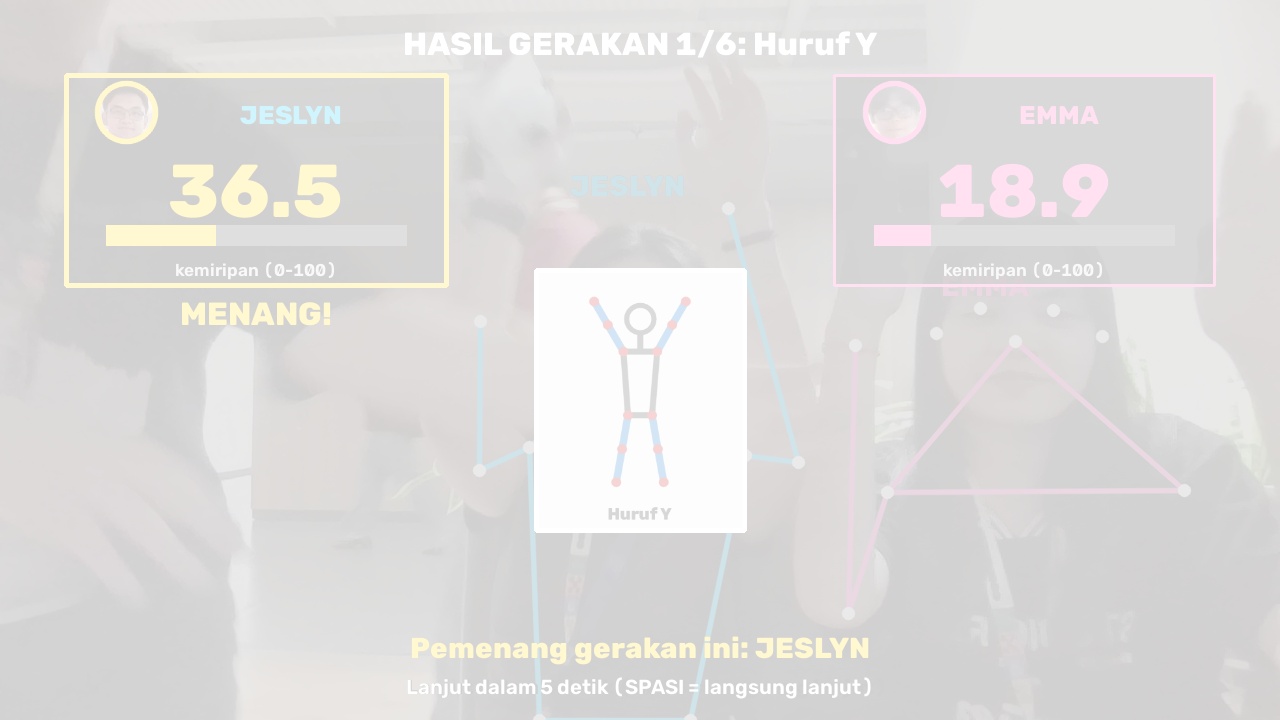 HASIL GERAKAN 1/6: Huruf Y
JESLYN
36.5
kemiripan (0-100)
MENANG!
EMMA
18.9
kemiripan (0-100)
JESLYN
EMMA
Huruf Y
Pemenang gerakan ini: JESLYN
Lanjut dalam 5 detik (SPASI = langsung lanjut)